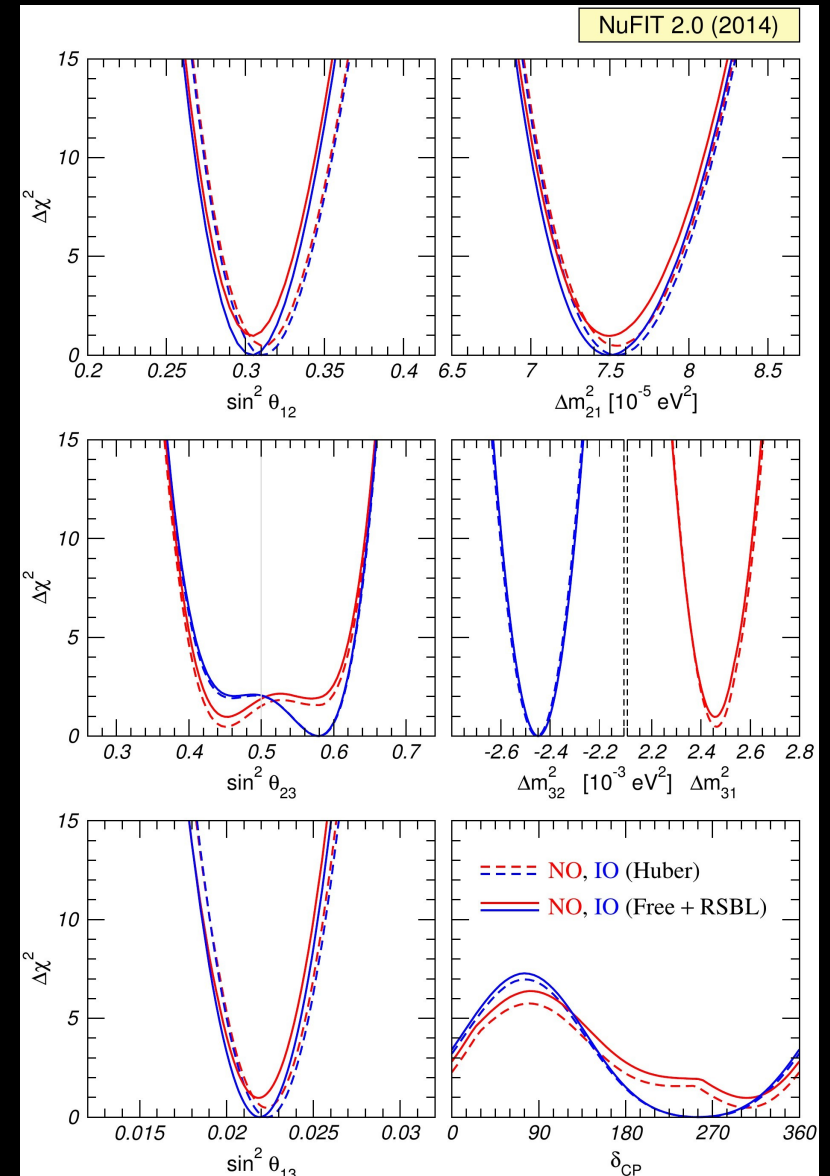 NuFIT 2.0 (2014)
15
10
5
0
Δχ²
0.2 0.25 0.3 0.35 0.4
sin² θ₁₂
6.5 7 7.5 8 8.5
Δm²₂₁ [10⁻⁵ eV²]
15
10
5
0
Δχ²
0.3 0.4 0.5 0.6 0.7
sin² θ₂₃
-2.6 -2.4 -2.2 2.2 2.4 2.6 2.8
Δm²₃₂ [10⁻³ eV²] Δm²₃₁
15
10
5
0
Δχ²
0.015 0.02 0.025 0.03
sin² θ₁₃
NO, IO (Huber)
NO, IO (Free + RSBL)
0 90 180 270 360
δCP